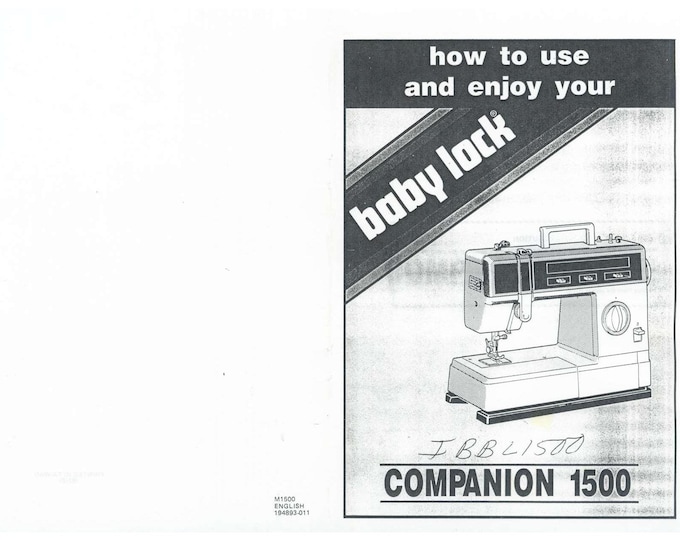 how to use
and enjoy your
baby lock®
IBBL1500
COMPANION 1500
M1500
ENGLISH
194893-011